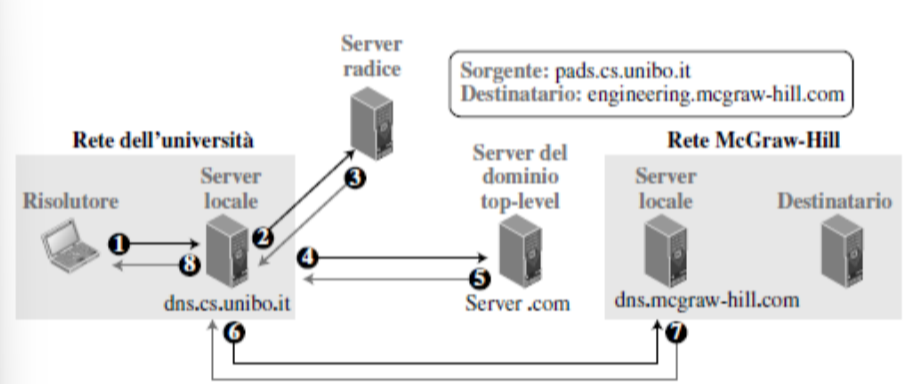 Server
radice
Sorgente: pads.cs.unibo.it
Destinatario: engineering.mcgraw-hill.com
Rete dell'università
Rete McGraw-Hill
Risolutore
Server
locale
Server del
dominio
top-level
Server
locale
Destinatario
1
8
2
3
4
5
dns.cs.unibo.it
Server .com
dns.mcgraw-hill.com
6
7